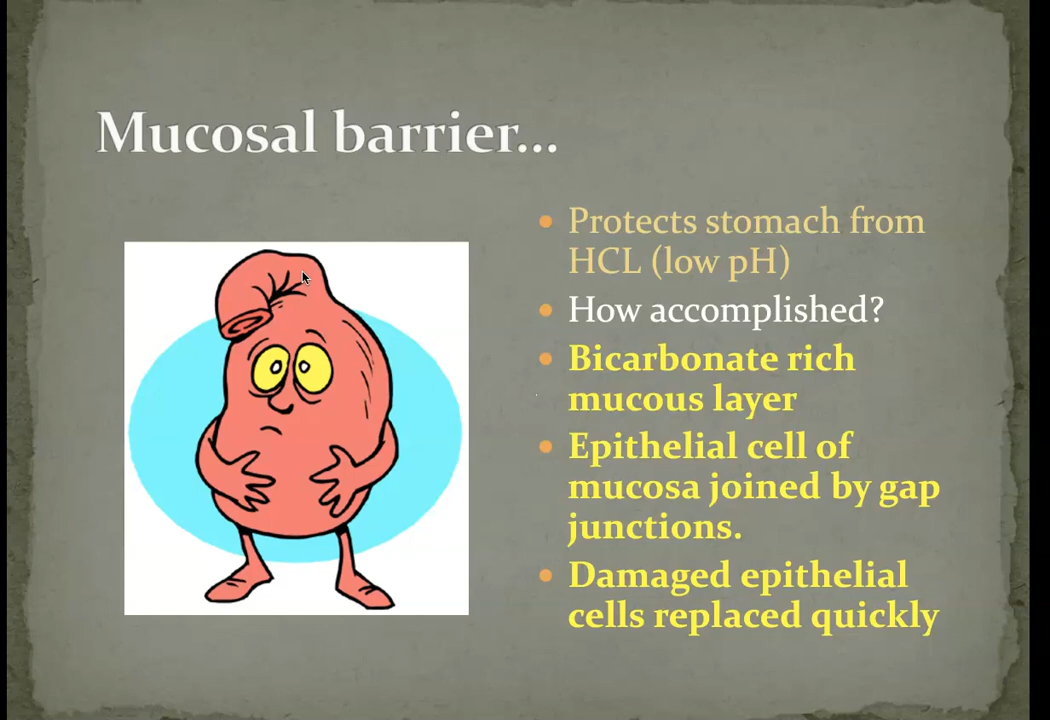 Mucosal barrier...
• Protects stomach from
HCL (low pH)
• How accomplished?
• Bicarbonate rich
mucous layer
• Epithelial cell of
mucosa joined by gap
junctions.
• Damaged epithelial
cells replaced quickly